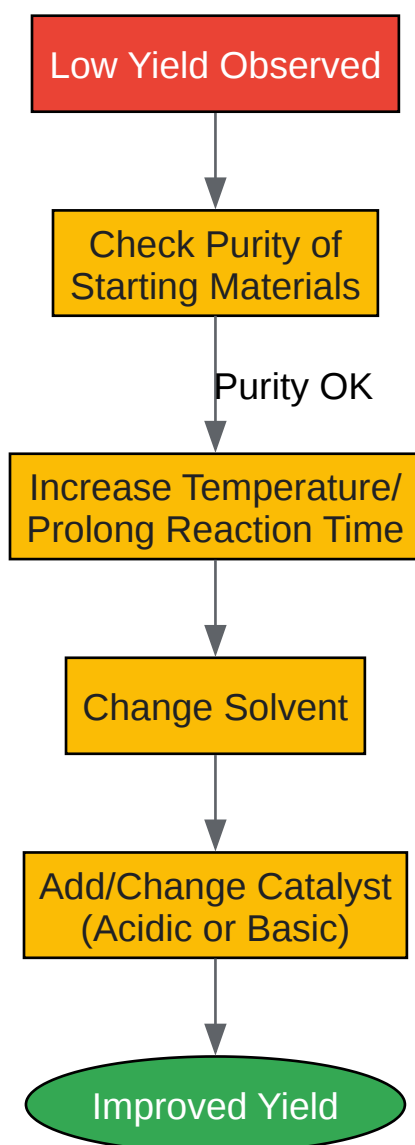 Low Yield Observed
Check Purity of
Starting Materials
Purity OK
Increase Temperature/
Prolong Reaction Time
Change Solvent
Add/Change Catalyst
(Acidic or Basic)
Improved Yield